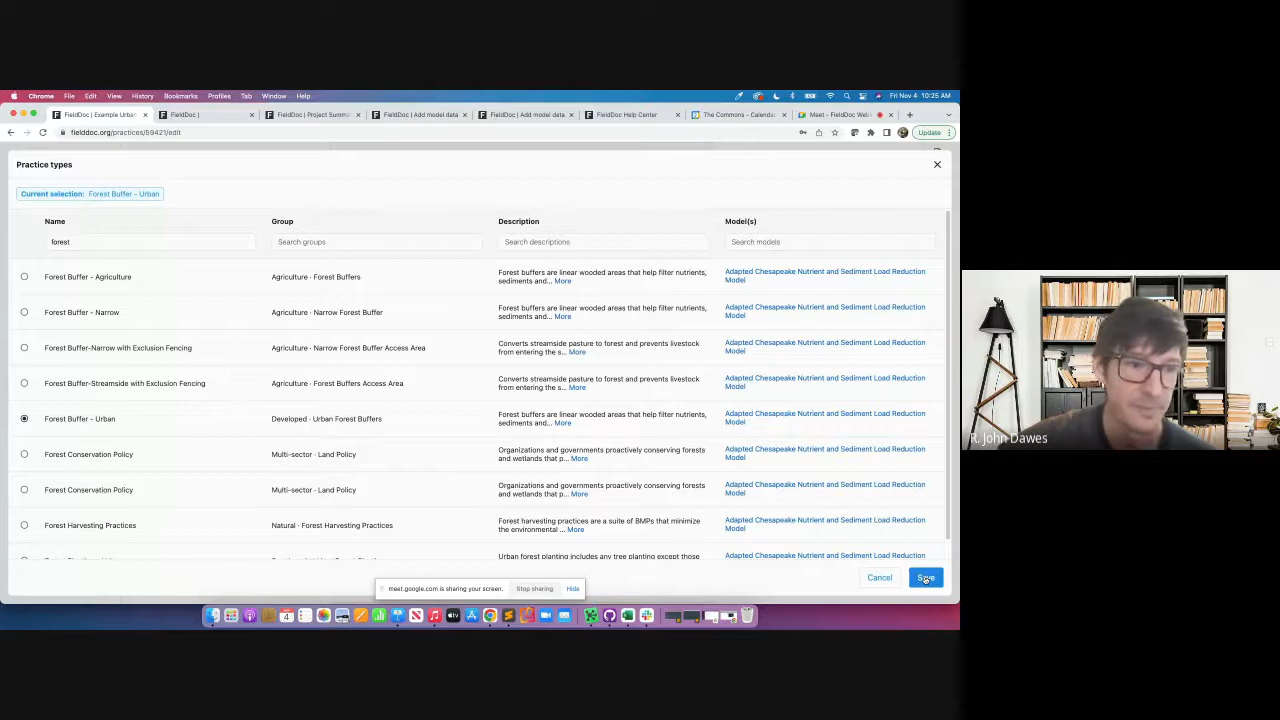 Chrome File Edit View History Bookmarks Profiles Tab Window Help Fri Nov 4 10:25 AM
FieldDoc | Example Urban FieldDoc | FieldDoc | Project Summa FieldDoc | Add model data FieldDoc | Add model data FieldDoc Help Center The Commons - Calenda Meet - FieldDoc Web
fielddoc.org/practices/59421/edit Update
Practice types
Current selection: Forest Buffer - Urban
Name Group Description Model(s)
forest Search groups Search descriptions Search models
Forest Buffer - Agriculture Agriculture · Forest Buffers Forest buffers are linear wooded areas that help filter nutrients, Adapted Chesapeake Nutrient and Sediment Load Reduction
sediments and... More Model
Forest Buffer - Narrow Agriculture · Narrow Forest Buffer Forest buffers are linear wooded areas that help filter nutrients, Adapted Chesapeake Nutrient and Sediment Load Reduction
sediments and... More Model
Forest Buffer-Narrow with Exclusion Fencing Agriculture · Narrow Forest Buffer Access Area Converts streamside pasture to forest and prevents livestock Adapted Chesapeake Nutrient and Sediment Load Reduction
from entering the s... More Model
Forest Buffer-Streamside with Exclusion Fencing Agriculture · Forest Buffers Access Area Converts streamside pasture to forest and prevents livestock Adapted Chesapeake Nutrient and Sediment Load Reduction
from entering the s... More Model
Forest Buffer - Urban Developed · Urban Forest Buffers Forest buffers are linear wooded areas that help filter nutrients, Adapted Chesapeake Nutrient and Sediment Load Reduction
sediments and... More Model
Forest Conservation Policy Multi-sector · Land Policy Organizations and governments proactively conserving forests Adapted Chesapeake Nutrient and Sediment Load Reduction
and wetlands that p... More Model
Forest Conservation Policy Multi-sector · Land Policy Organizations and governments proactively conserving forests Adapted Chesapeake Nutrient and Sediment Load Reduction
and wetlands that p... More Model
Forest Harvesting Practices Natural · Forest Harvesting Practices Forest harvesting practices are a suite of BMPs that minimize Adapted Chesapeake Nutrient and Sediment Load Reduction
the environmental ... More Model
Urban forest planting includes any tree planting except those Adapted Chesapeake Nutrient and Sediment Load Reduction
Cancel Save
meet.google.com is sharing your screen. Stop sharing Hide
R. John Dawes